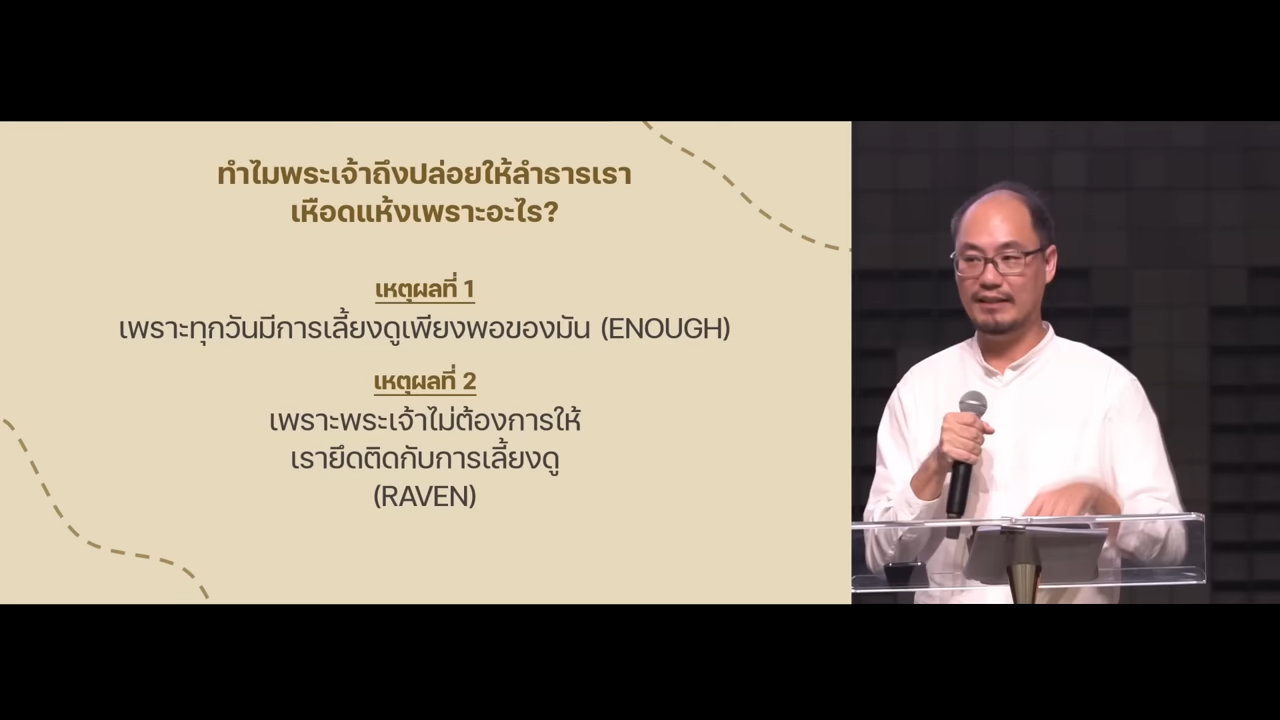 ทำไมพระเจ้าถึงปล่อยให้ลำธารเรา
เหือดแห้งเพราะอะไร?
เหตุผลที่ 1
เพราะทุกวันมีการเลี้ยงดูเพียงพอของมัน (ENOUGH)
เหตุผลที่ 2
เพราะพระเจ้าไม่ต้องการให้
เรายึดติดกับการเลี้ยงดู
(RAVEN)